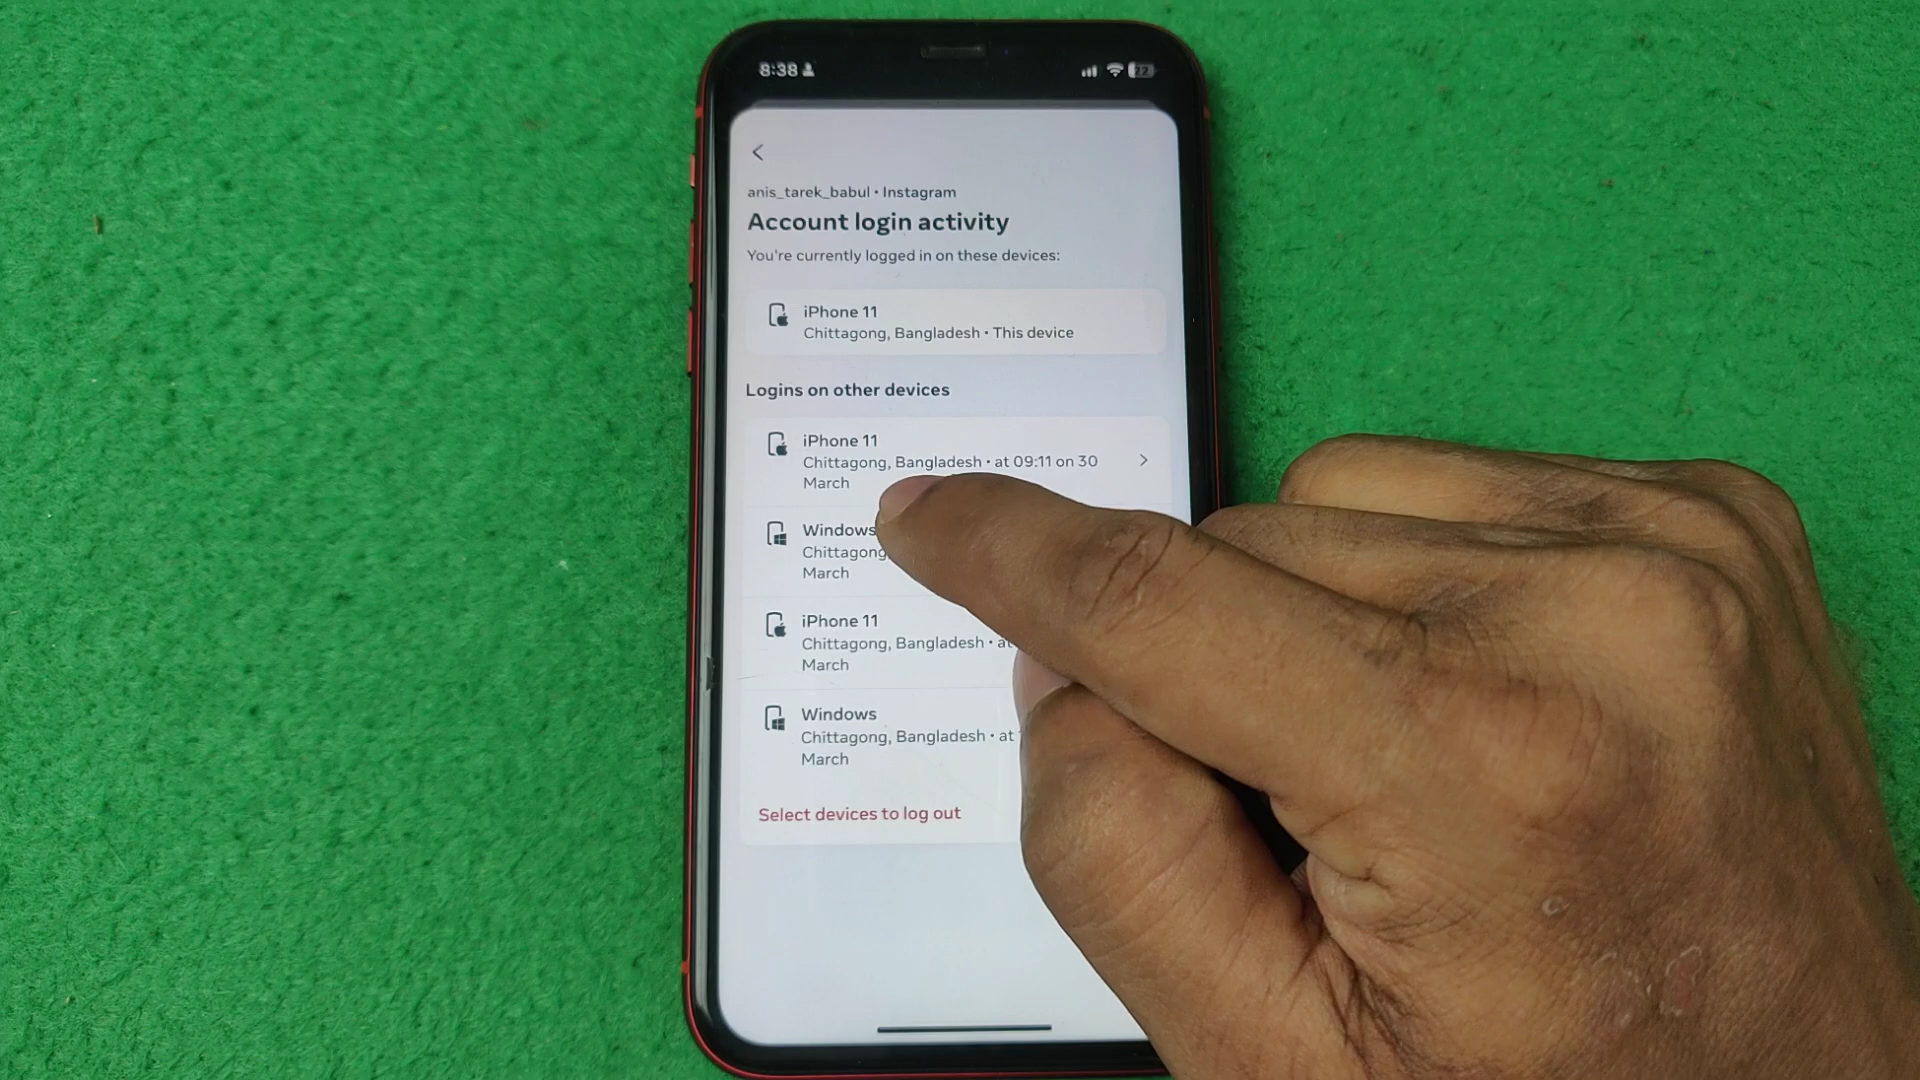 8:38
22
anis_tarek_babul • Instagram
Account login activity
You're currently logged in on these devices:
iPhone 11
Chittagong, Bangladesh • This device
Logins on other devices
iPhone 11
Chittagong, Bangladesh • at 09:11 on 30
March
Windows
Chittagong,
March
iPhone 11
Chittagong, Bangladesh • at
March
Windows
Chittagong, Bangladesh • at
March
Select devices to log out